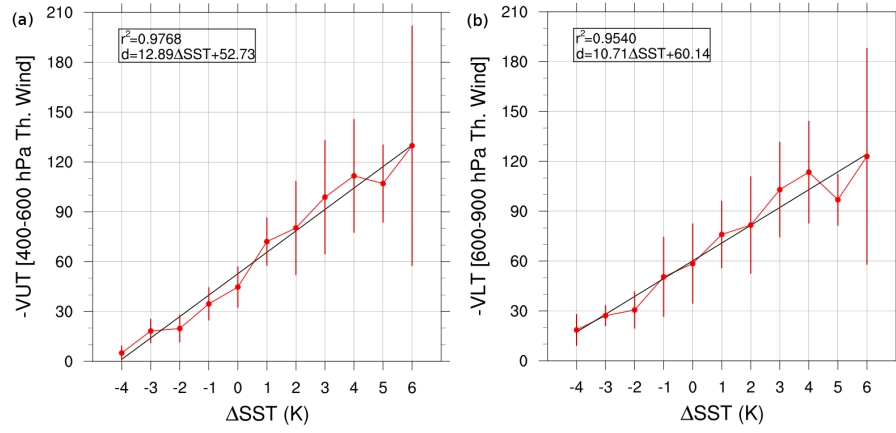 (a)
r²=0.9768
d=12.89ΔSST+52.73
-VUT [400-600 hPa Th. Wind]
210
180
150
120
90
60
30
0
-4 -3 -2 -1 0 1 2 3 4 5 6
ΔSST (K)
(b)
r²=0.9540
d=10.71ΔSST+60.14
-VLT [600-900 hPa Th. Wind]
210
180
150
120
90
60
30
0
-4 -3 -2 -1 0 1 2 3 4 5 6
ΔSST (K)